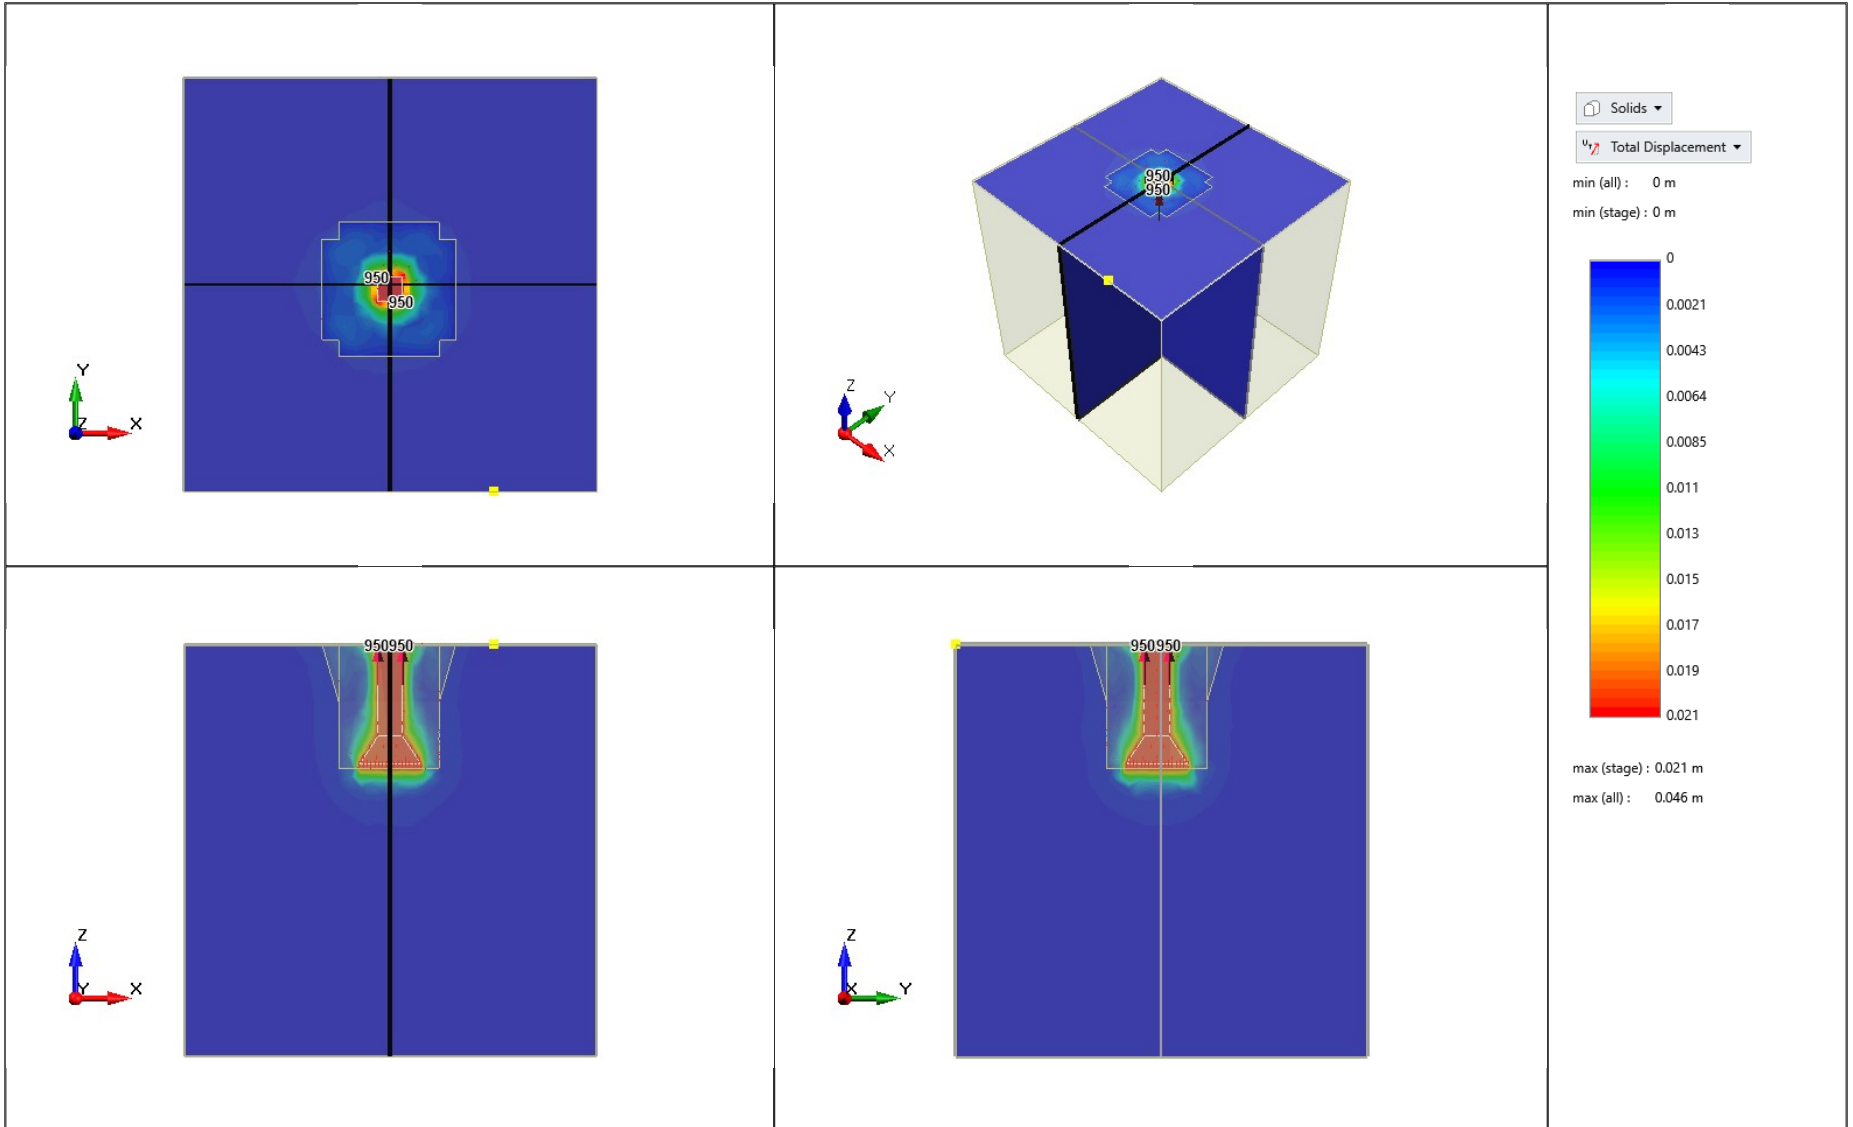 950
950
Y
Z
X
950
950
Z
Y
X
Solids
UT Total Displacement
min (all) : 0 m
min (stage) : 0 m
0
0.0021
0.0043
0.0064
0.0085
0.011
0.013
0.015
0.017
0.019
0.021
max (stage) : 0.021 m
max (all) : 0.046 m
950950
Z
Y
X
950950
Z
X
Y